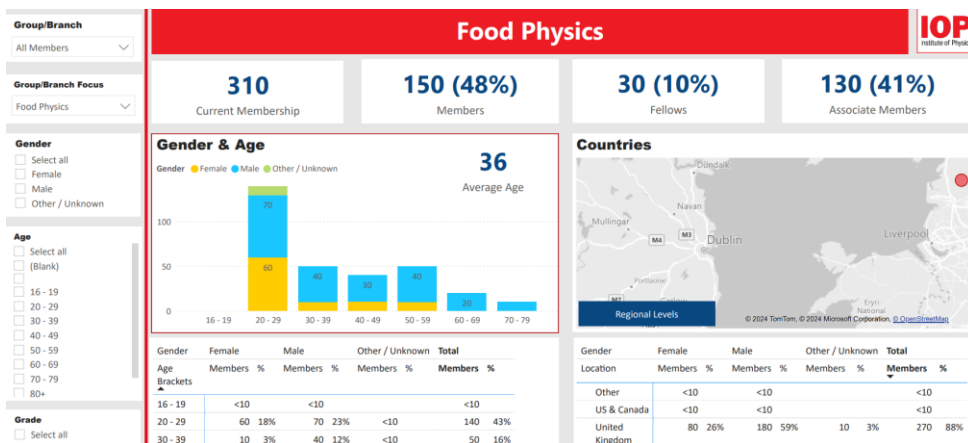 Group/Branch
All Members
Group/Branch Focus
Food Physics
Gender
Select all
Female
Male
Other / Unknown
Age
Select all
(Blank)
16 - 19
20 - 29
30 - 39
40 - 49
50 - 59
60 - 69
70 - 79
80+
Grade
Select all
Food Physics
IOP
Institute of Physic
310
Current Membership
150 (48%)
Members
30 (10%)
Fellows
130 (41%)
Associate Members
Gender & Age
Gender Female Male Other / Unknown
36
Average Age
100
50
0
70
60
40
30
40
20
16 - 19 20 - 29 30 - 39 40 - 49 50 - 59 60 - 69 70 - 79
Countries
Dundalk
Navan
Mullingar
M4 M3
Dublin
Liverpool
Portlaoise
M7
Carlow
Eryri
National
Regional Levels
© 2024 TomTom, © 2024 Microsoft Corporation, © OpenStreetMap
Gender Female Male Other / Unknown Total
Age Brackets Members % Members % Members % Members %
16 - 19 <10 <10 <10
20 - 29 60 18% 70 23% <10 140 43%
30 - 39 10 3% 40 12% <10 50 16%
Gender Female Male Other / Unknown Total
Location Members % Members % Members % Members %
Other <10 <10 <10
US & Canada <10 <10 <10
United Kingdom 80 26% 180 59% 10 3% 270 88%